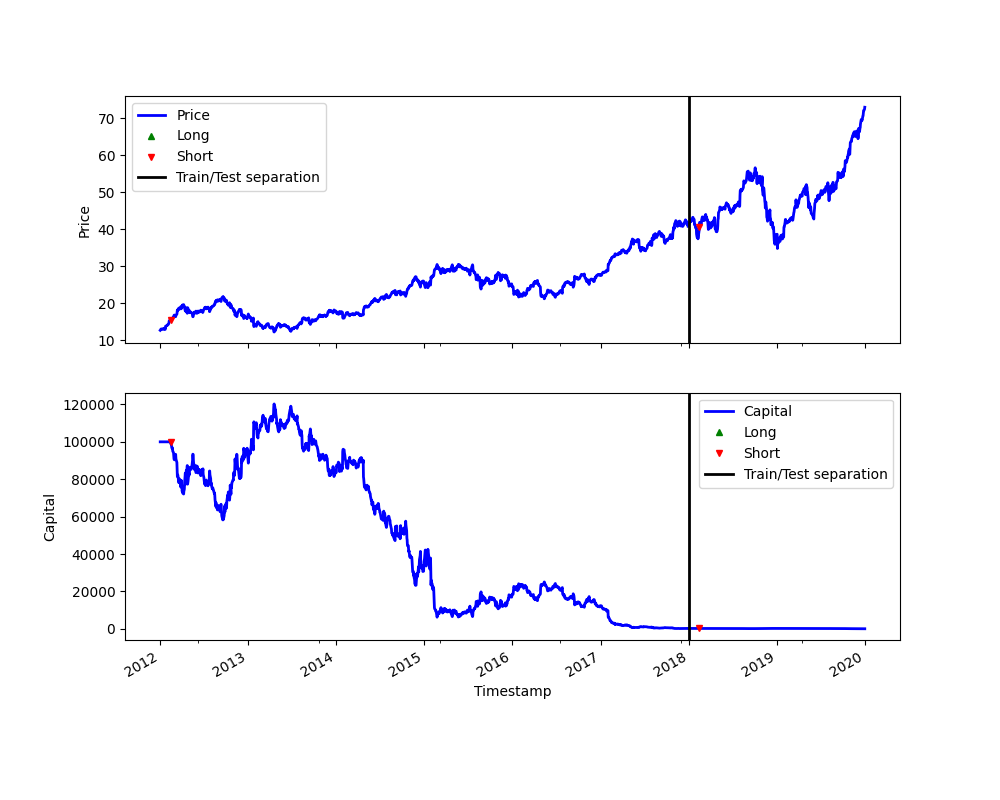 Price
Long
Short
Train/Test separation
Price
70
60
50
40
30
20
10
Capital
Long
Short
Train/Test separation
Capital
120000
100000
80000
60000
40000
20000
0
2012 2013 2014 2015 2016 2017 2018 2019 2020
Timestamp